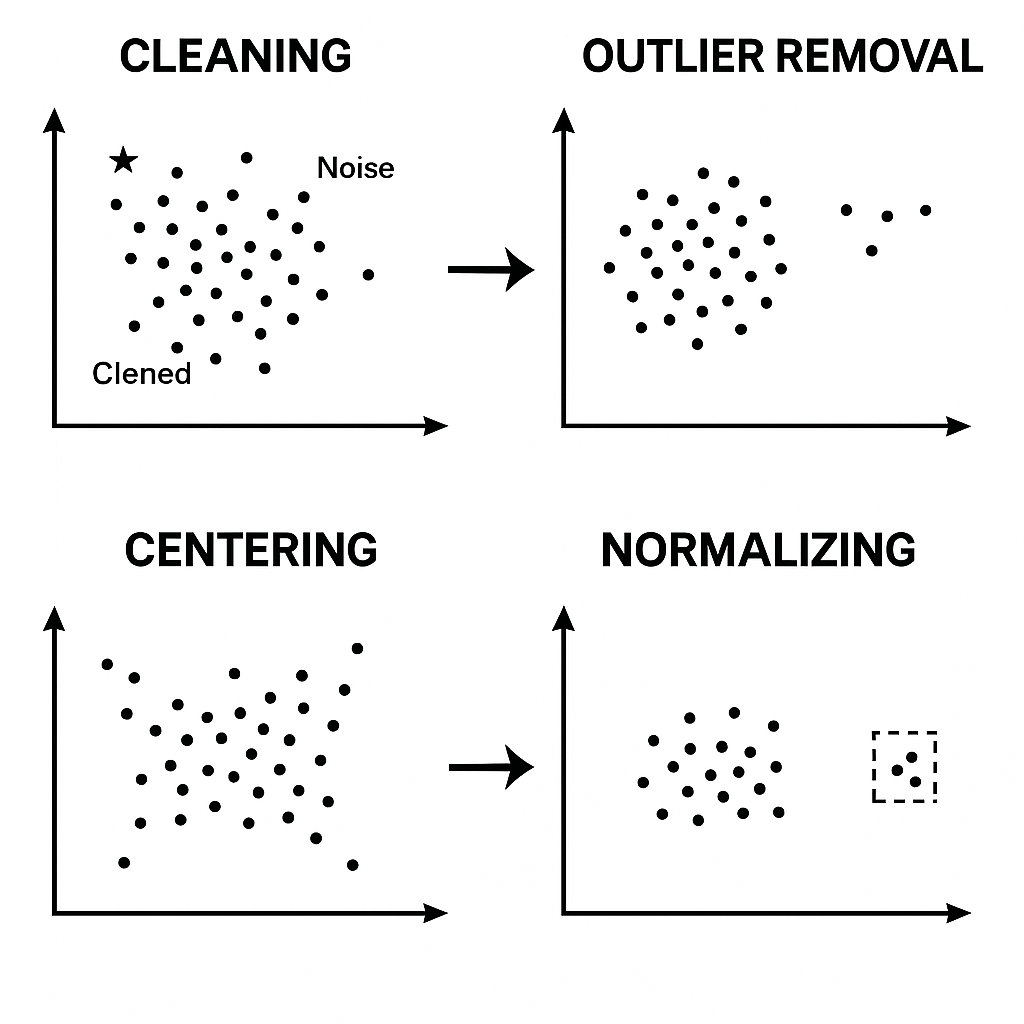 CLEANING
OUTLIER REMOVAL
Noise
Clened
CENTERING
NORMALIZING